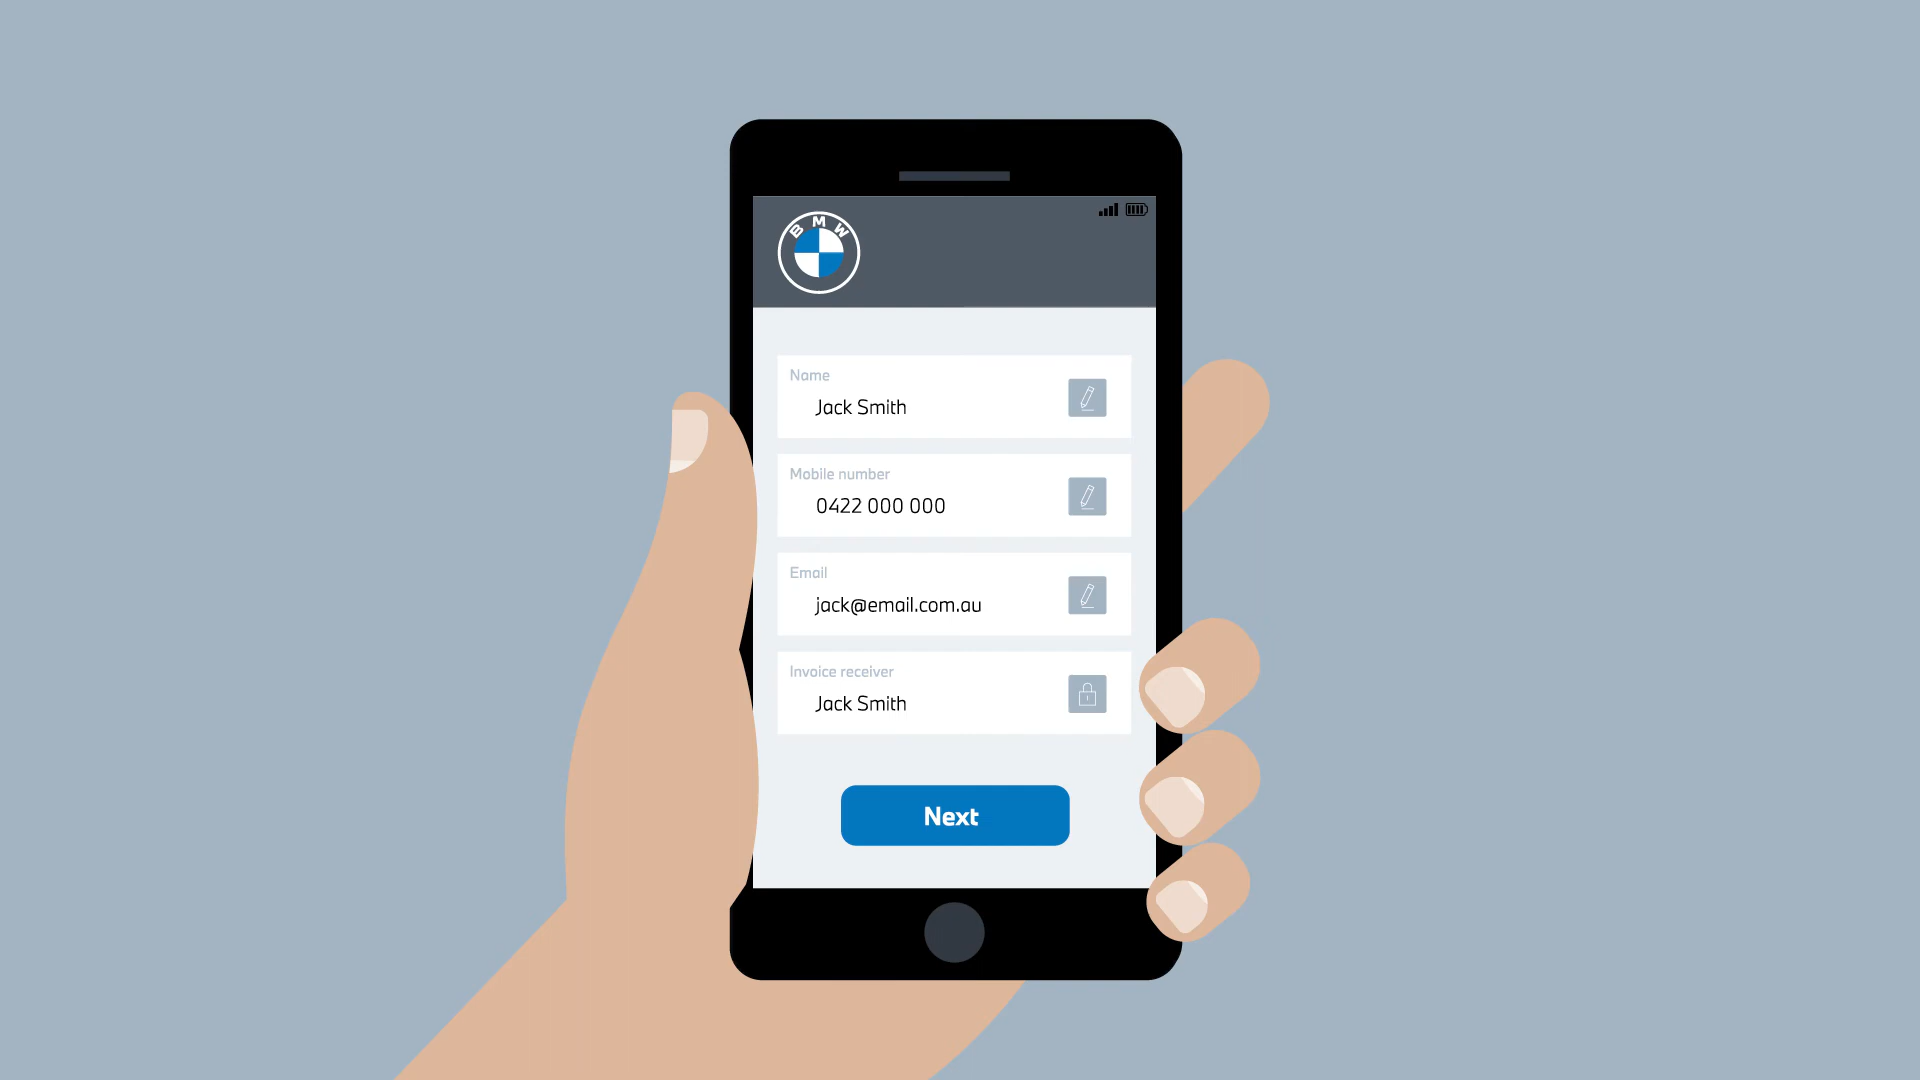 BMW
Name
Jack Smith
Mobile number
0422 000 000
Email
jack@email.com.au
Invoice receiver
Jack Smith
Next